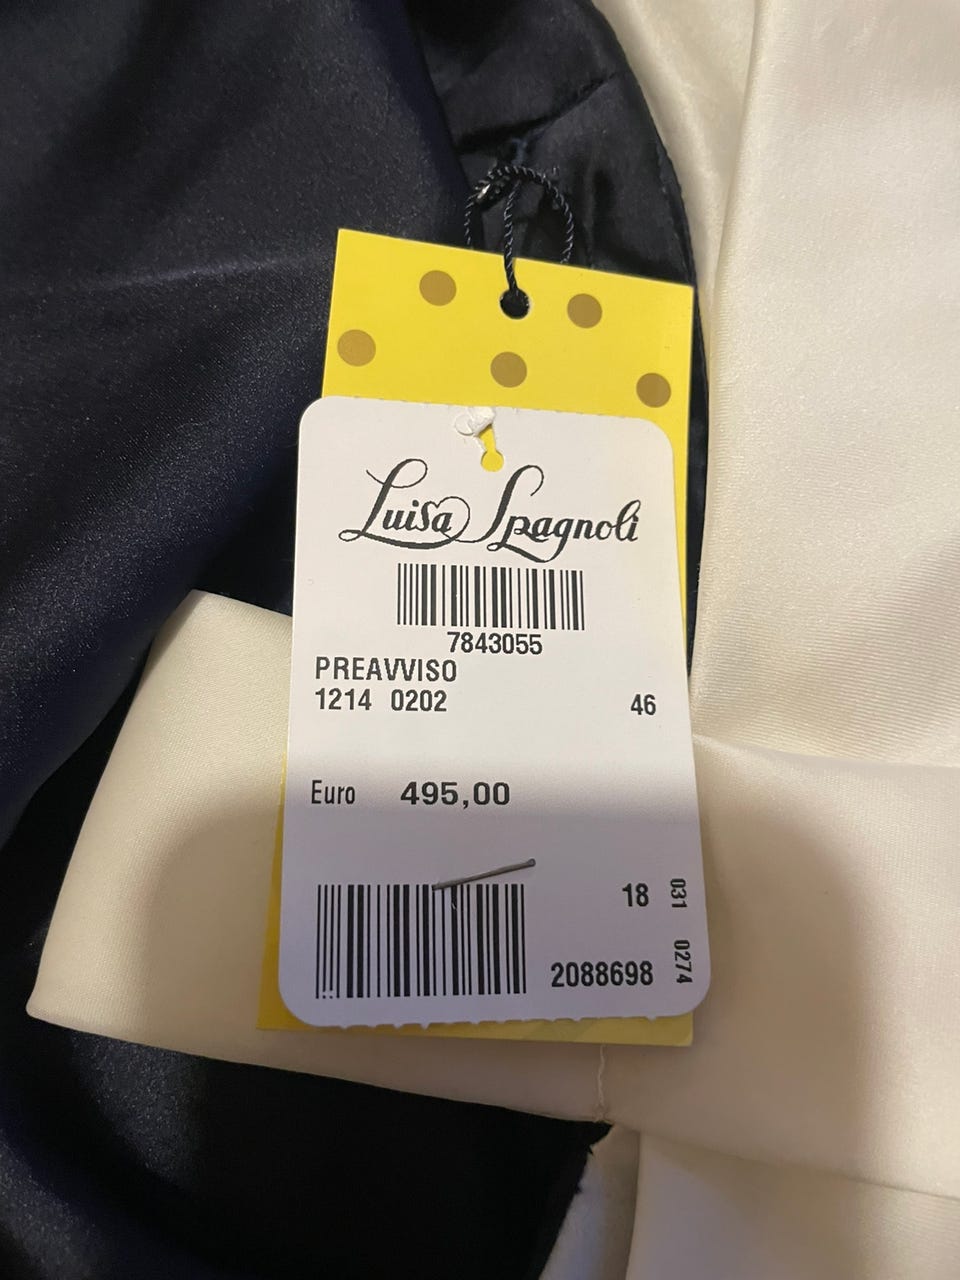 Luisa Spagnoli
7843055
PREAVVISO
1214 0202 46
Euro 495,00
18
031 0274
2088698